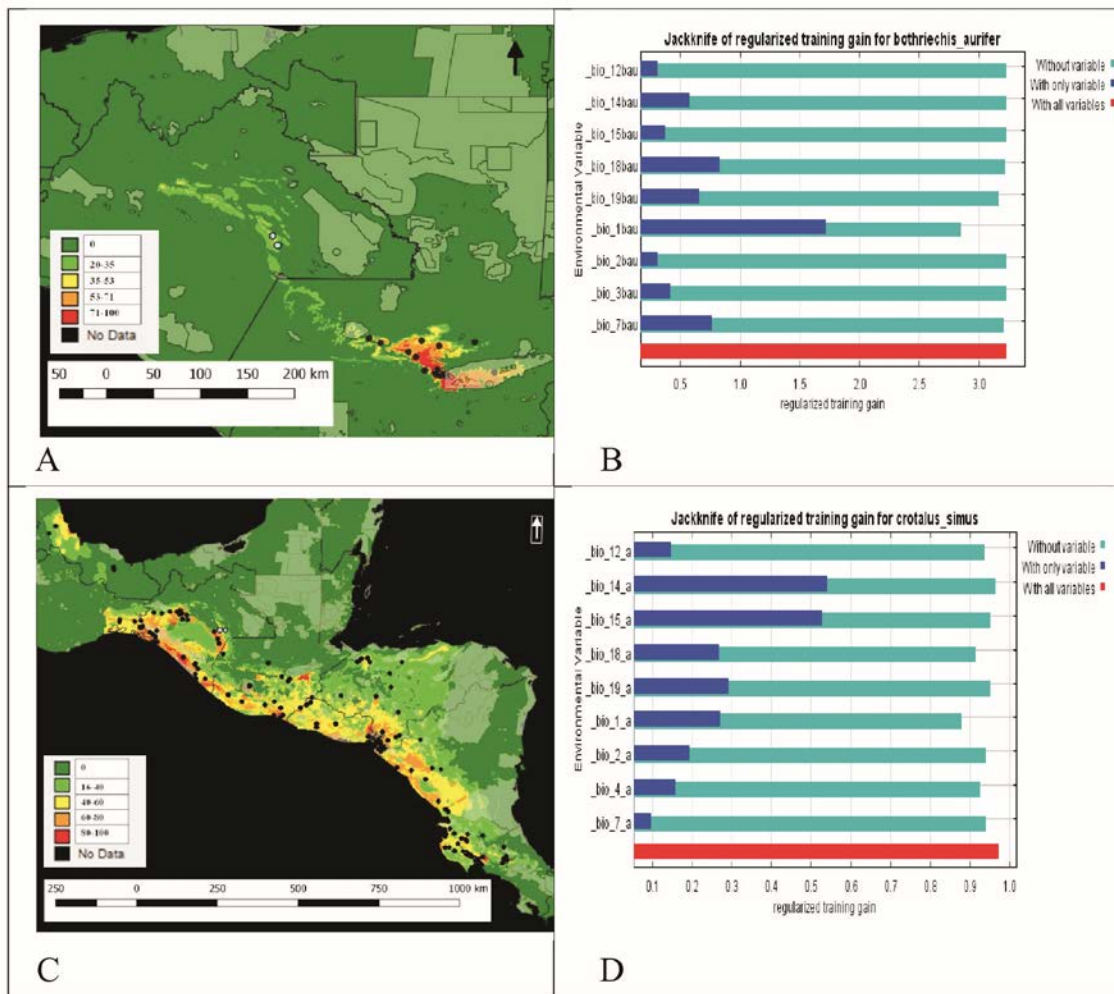 0
20-35
35-53
53-71
71-100
No Data
50 0 50 100 150 200 km
A
Jackknife of regularized training gain for bothriechis_aurifer
Without variable
With only variable
With all variables
Environmental Variable
_bio_12bau
_bio_14bau
_bio_15bau
_bio_18bau
_bio_19bau
_bio_1bau
_bio_2bau
_bio_3bau
_bio_7bau
0.5 1.0 1.5 2.0 2.5 3.0
regularized training gain
B
0
16-40
40-60
60-80
80-100
No Data
250 0 250 500 750 1000 km
C
Jackknife of regularized training gain for crotalus_simus
Without variable
With only variable
With all variables
Environmental Variable
_bio_12_a
_bio_14_a
_bio_15_a
_bio_18_a
_bio_19_a
_bio_1_a
_bio_2_a
_bio_4_a
_bio_7_a
0.1 0.2 0.3 0.4 0.5 0.6 0.7 0.8 0.9 1.0
regularized training gain
D